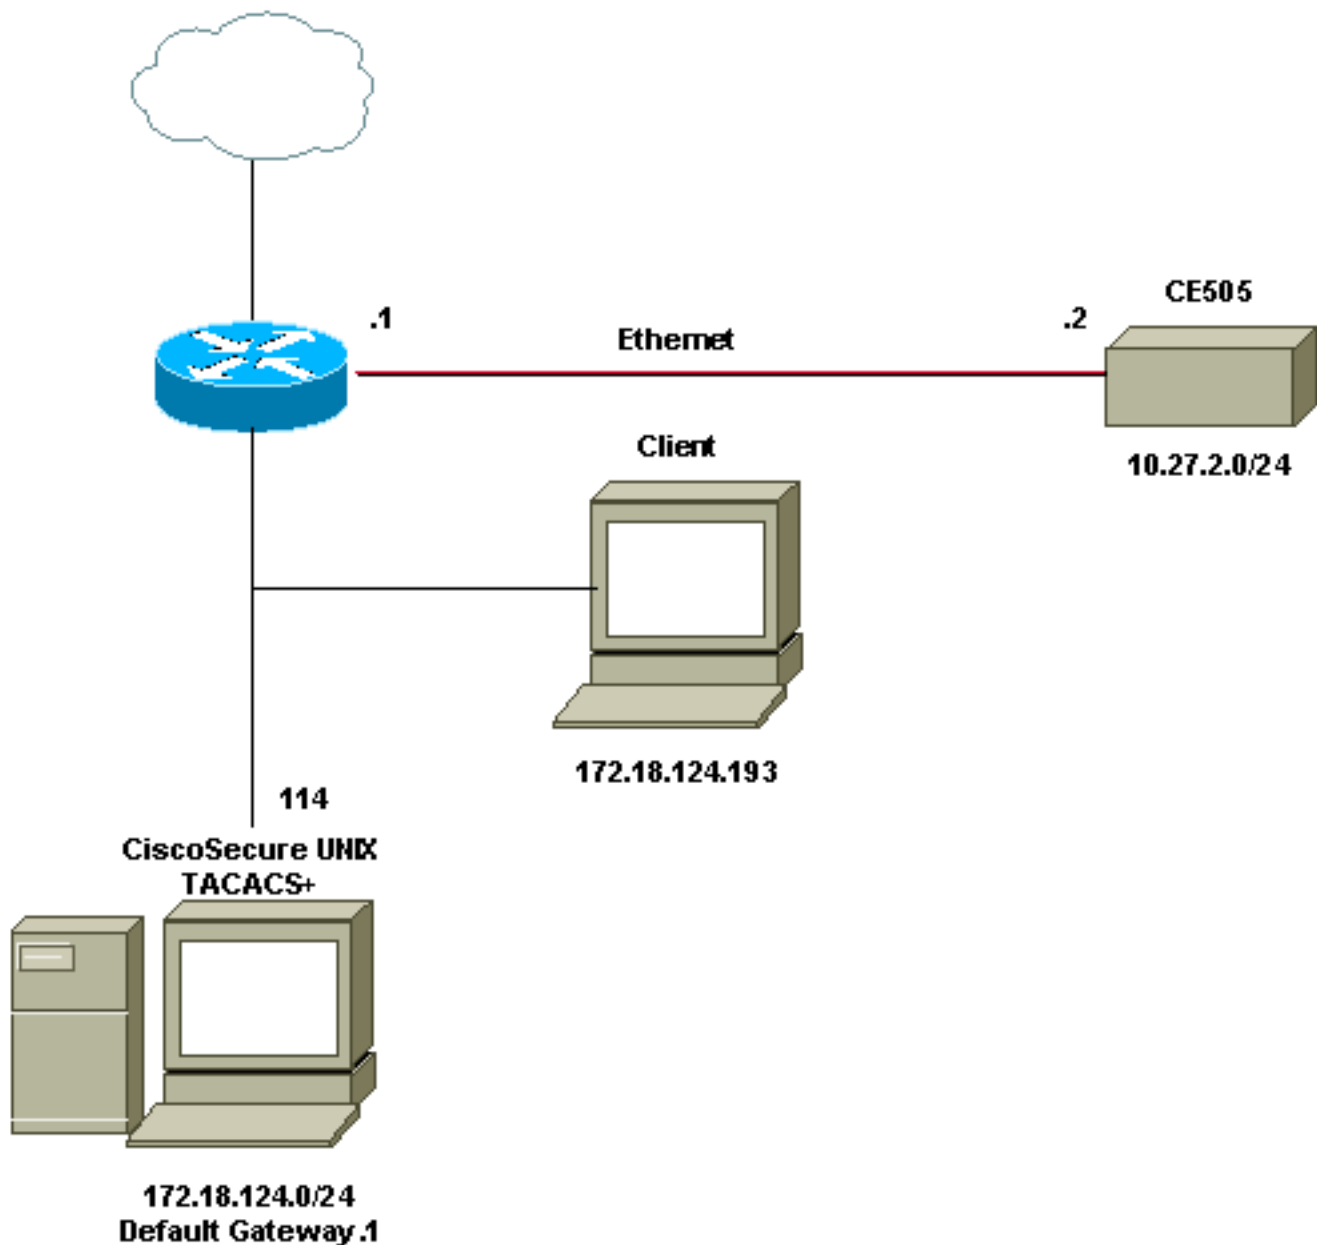 CE505
.1
.2
Ethernet
Client
10.27.2.0/24
172.18.124.193
114
CiscoSecure UNIX
TACACS+
172.18.124.0/24
Default Gateway .1